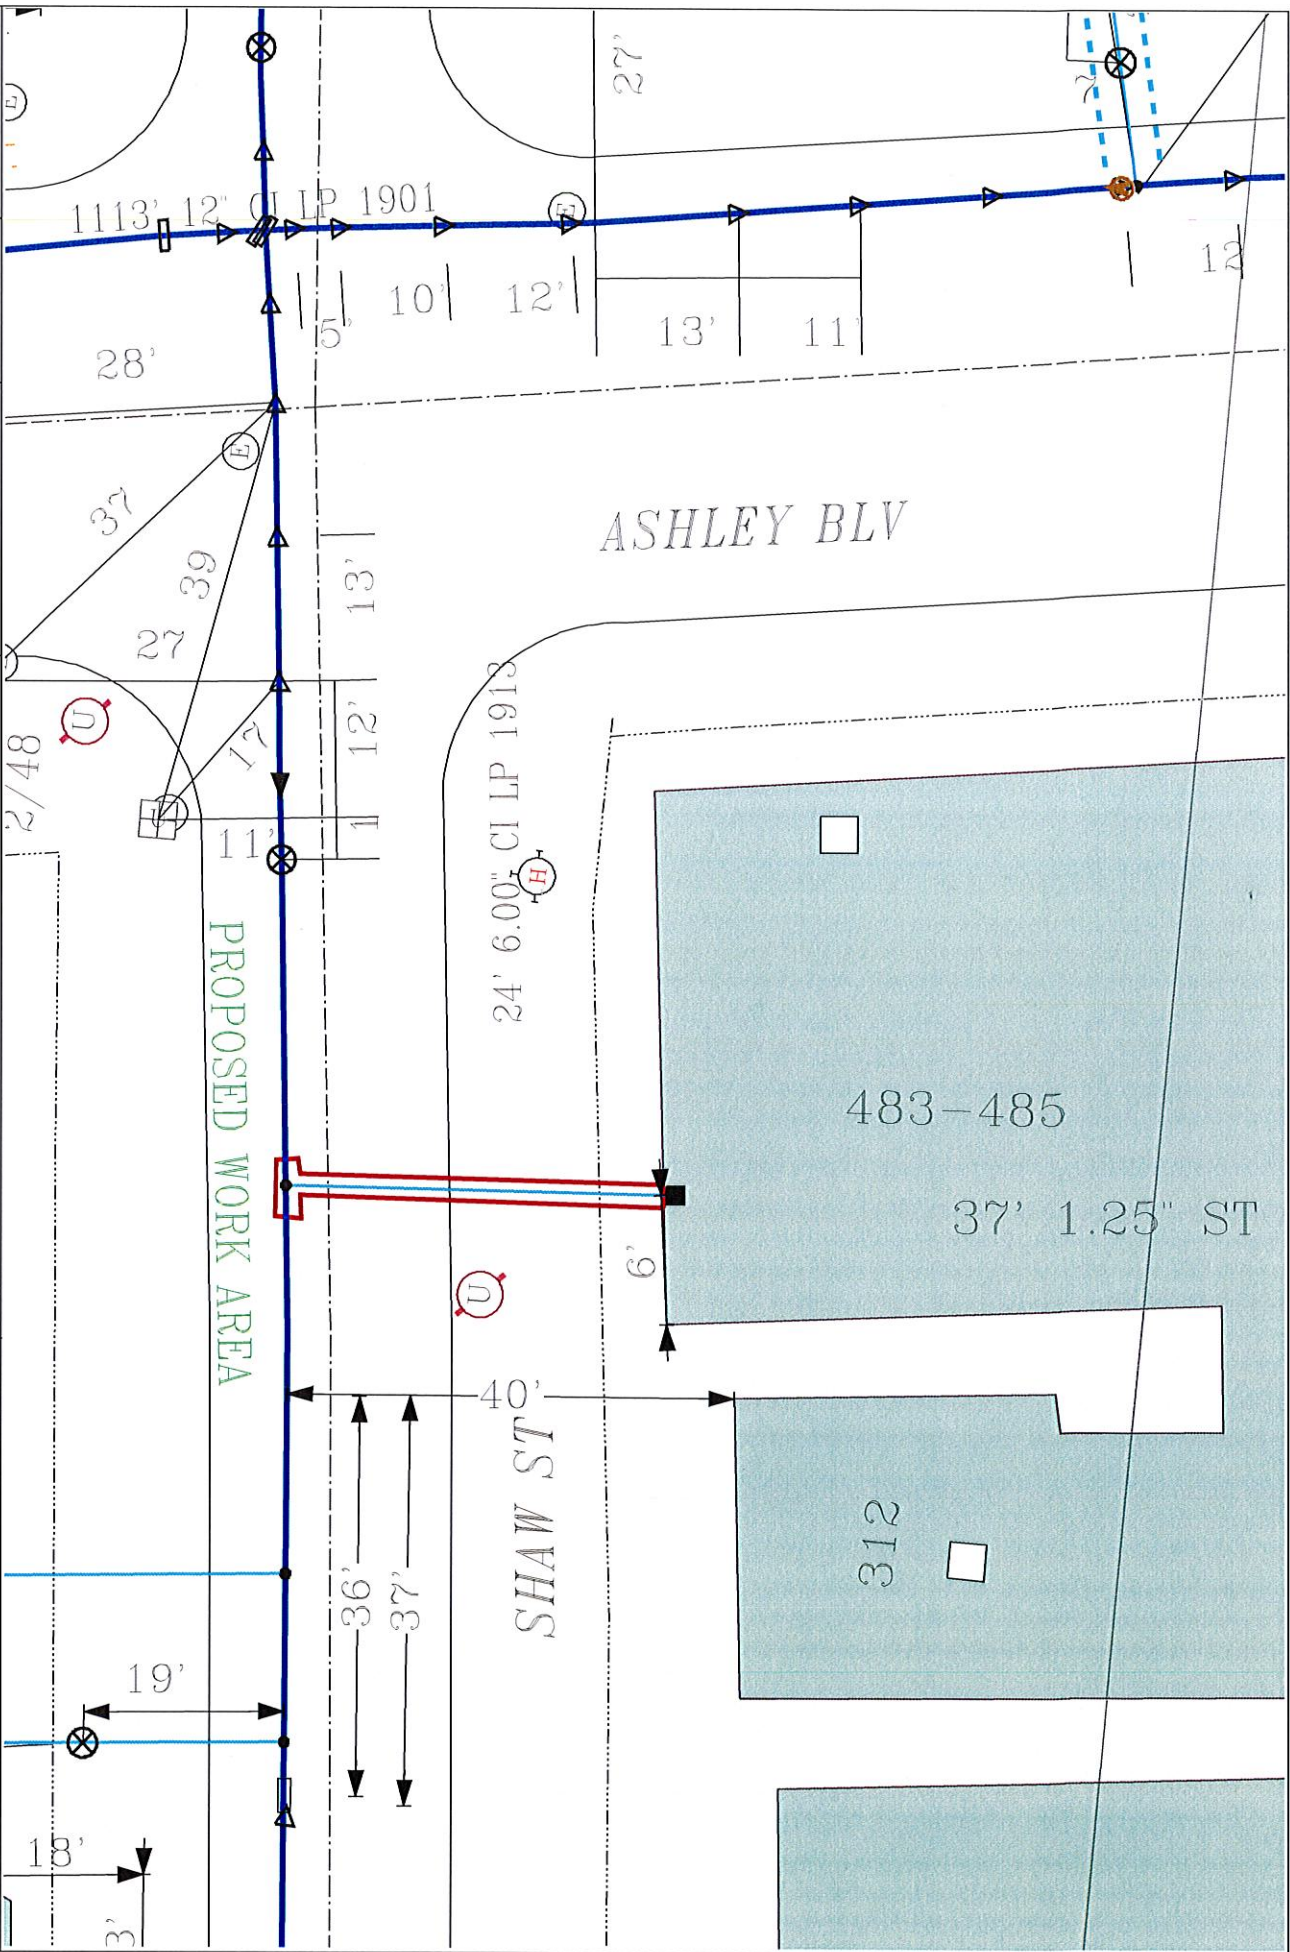 27'
E
1113' 12" CI LP 1901
E
12
10'
12'
5'
13'
11'
28'
E
37
39
ASHLEY BLV
13'
27
U
17
12'
2/48
11'
1
24' 6.00" CI LP 1913
H
PROPOSED WORK AREA
483-485
37' 1.25" ST
6'
U
40'
SHAW ST
36'
37'
312
19'
18'
3'